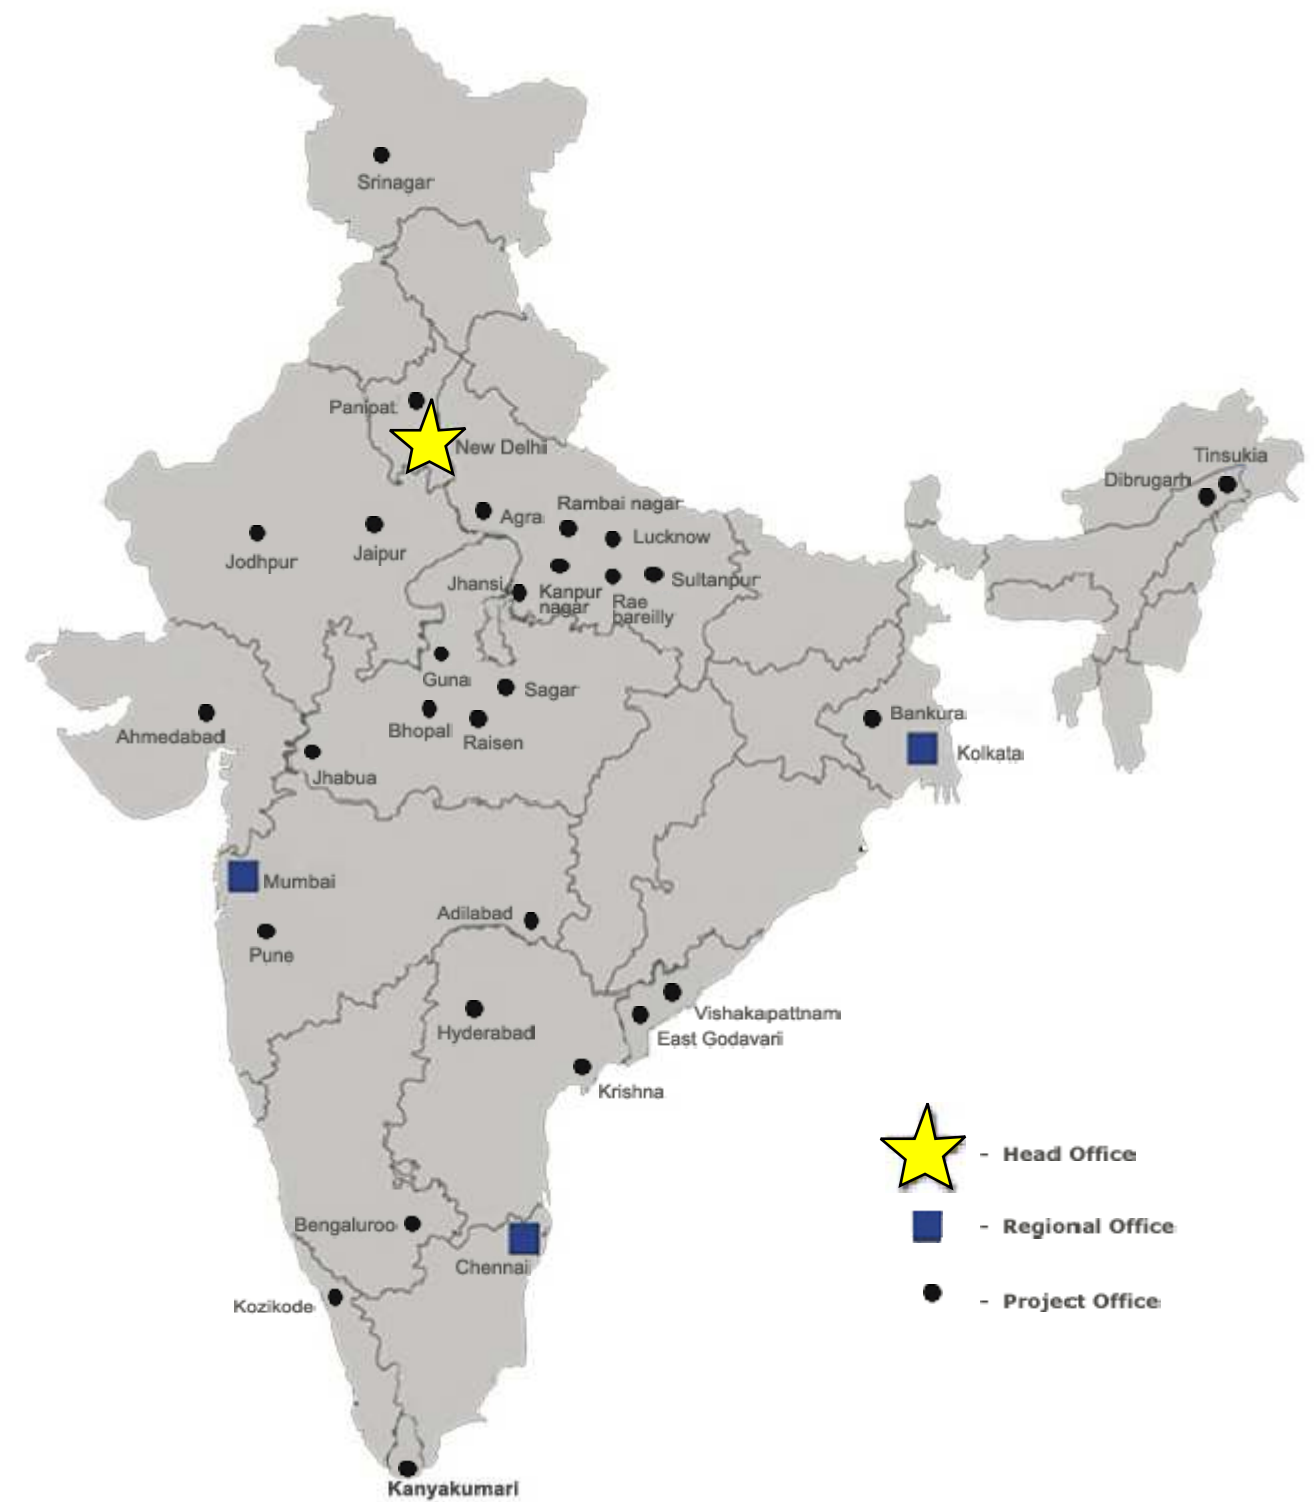 Srinagar
Panipat
New Delhi
Tinsukia
Dibrugarh
Rambai nagar
Agra
Lucknow
Jodhpur
Jaipur
Jhansi
Kanpur
nagar
Rae
bareilly
Sultanpur
Guna
Sagar
Bhopal
Raisen
Ahmedabad
Jhabua
Bankura
Kolkata
Mumbai
Adilabad
Pune
Hyderabad
Vishakapattnam
East Godavari
Krishna
- Head Office
- Regional Office
- Project Office
Bengaluroo
Chennai
Kozikode
Kanyakumari